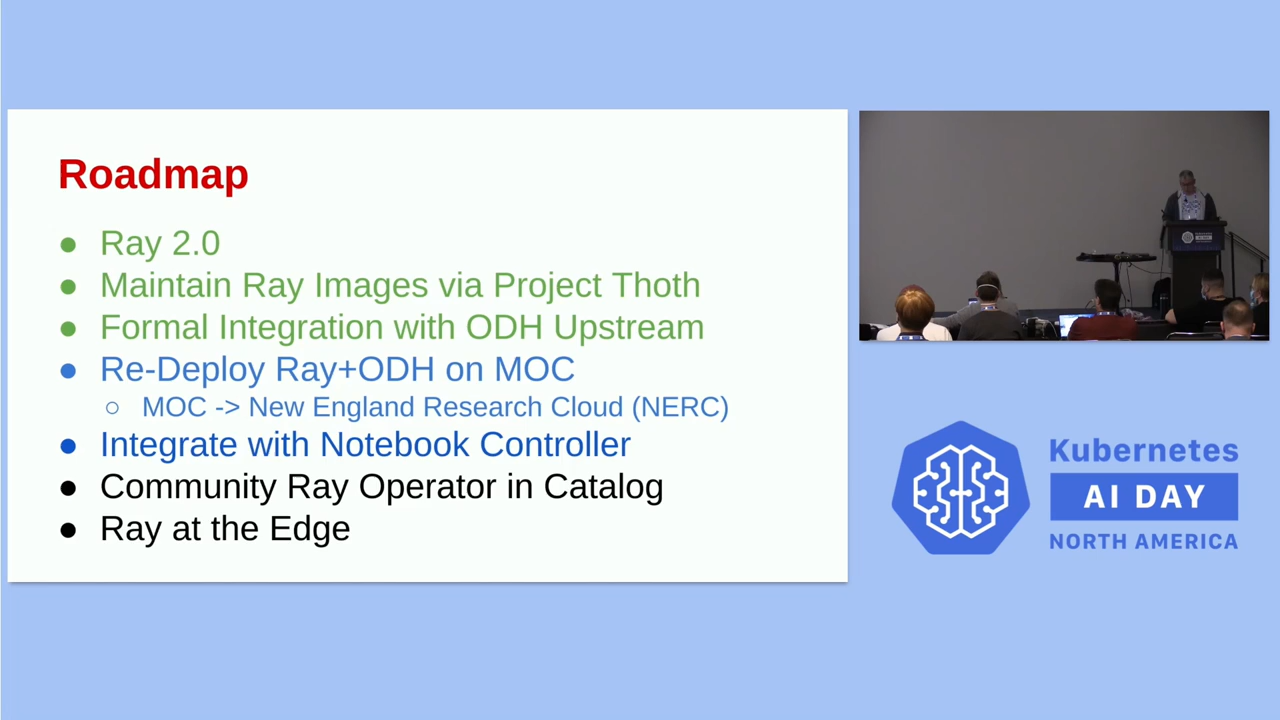 Roadmap
● Ray 2.0
● Maintain Ray Images via Project Thoth
● Formal Integration with ODH Upstream
● Re-Deploy Ray+ODH on MOC
○ MOC -> New England Research Cloud (NERC)
● Integrate with Notebook Controller
● Community Ray Operator in Catalog
● Ray at the Edge
Kubernetes
AI DAY
NORTH AMERICA